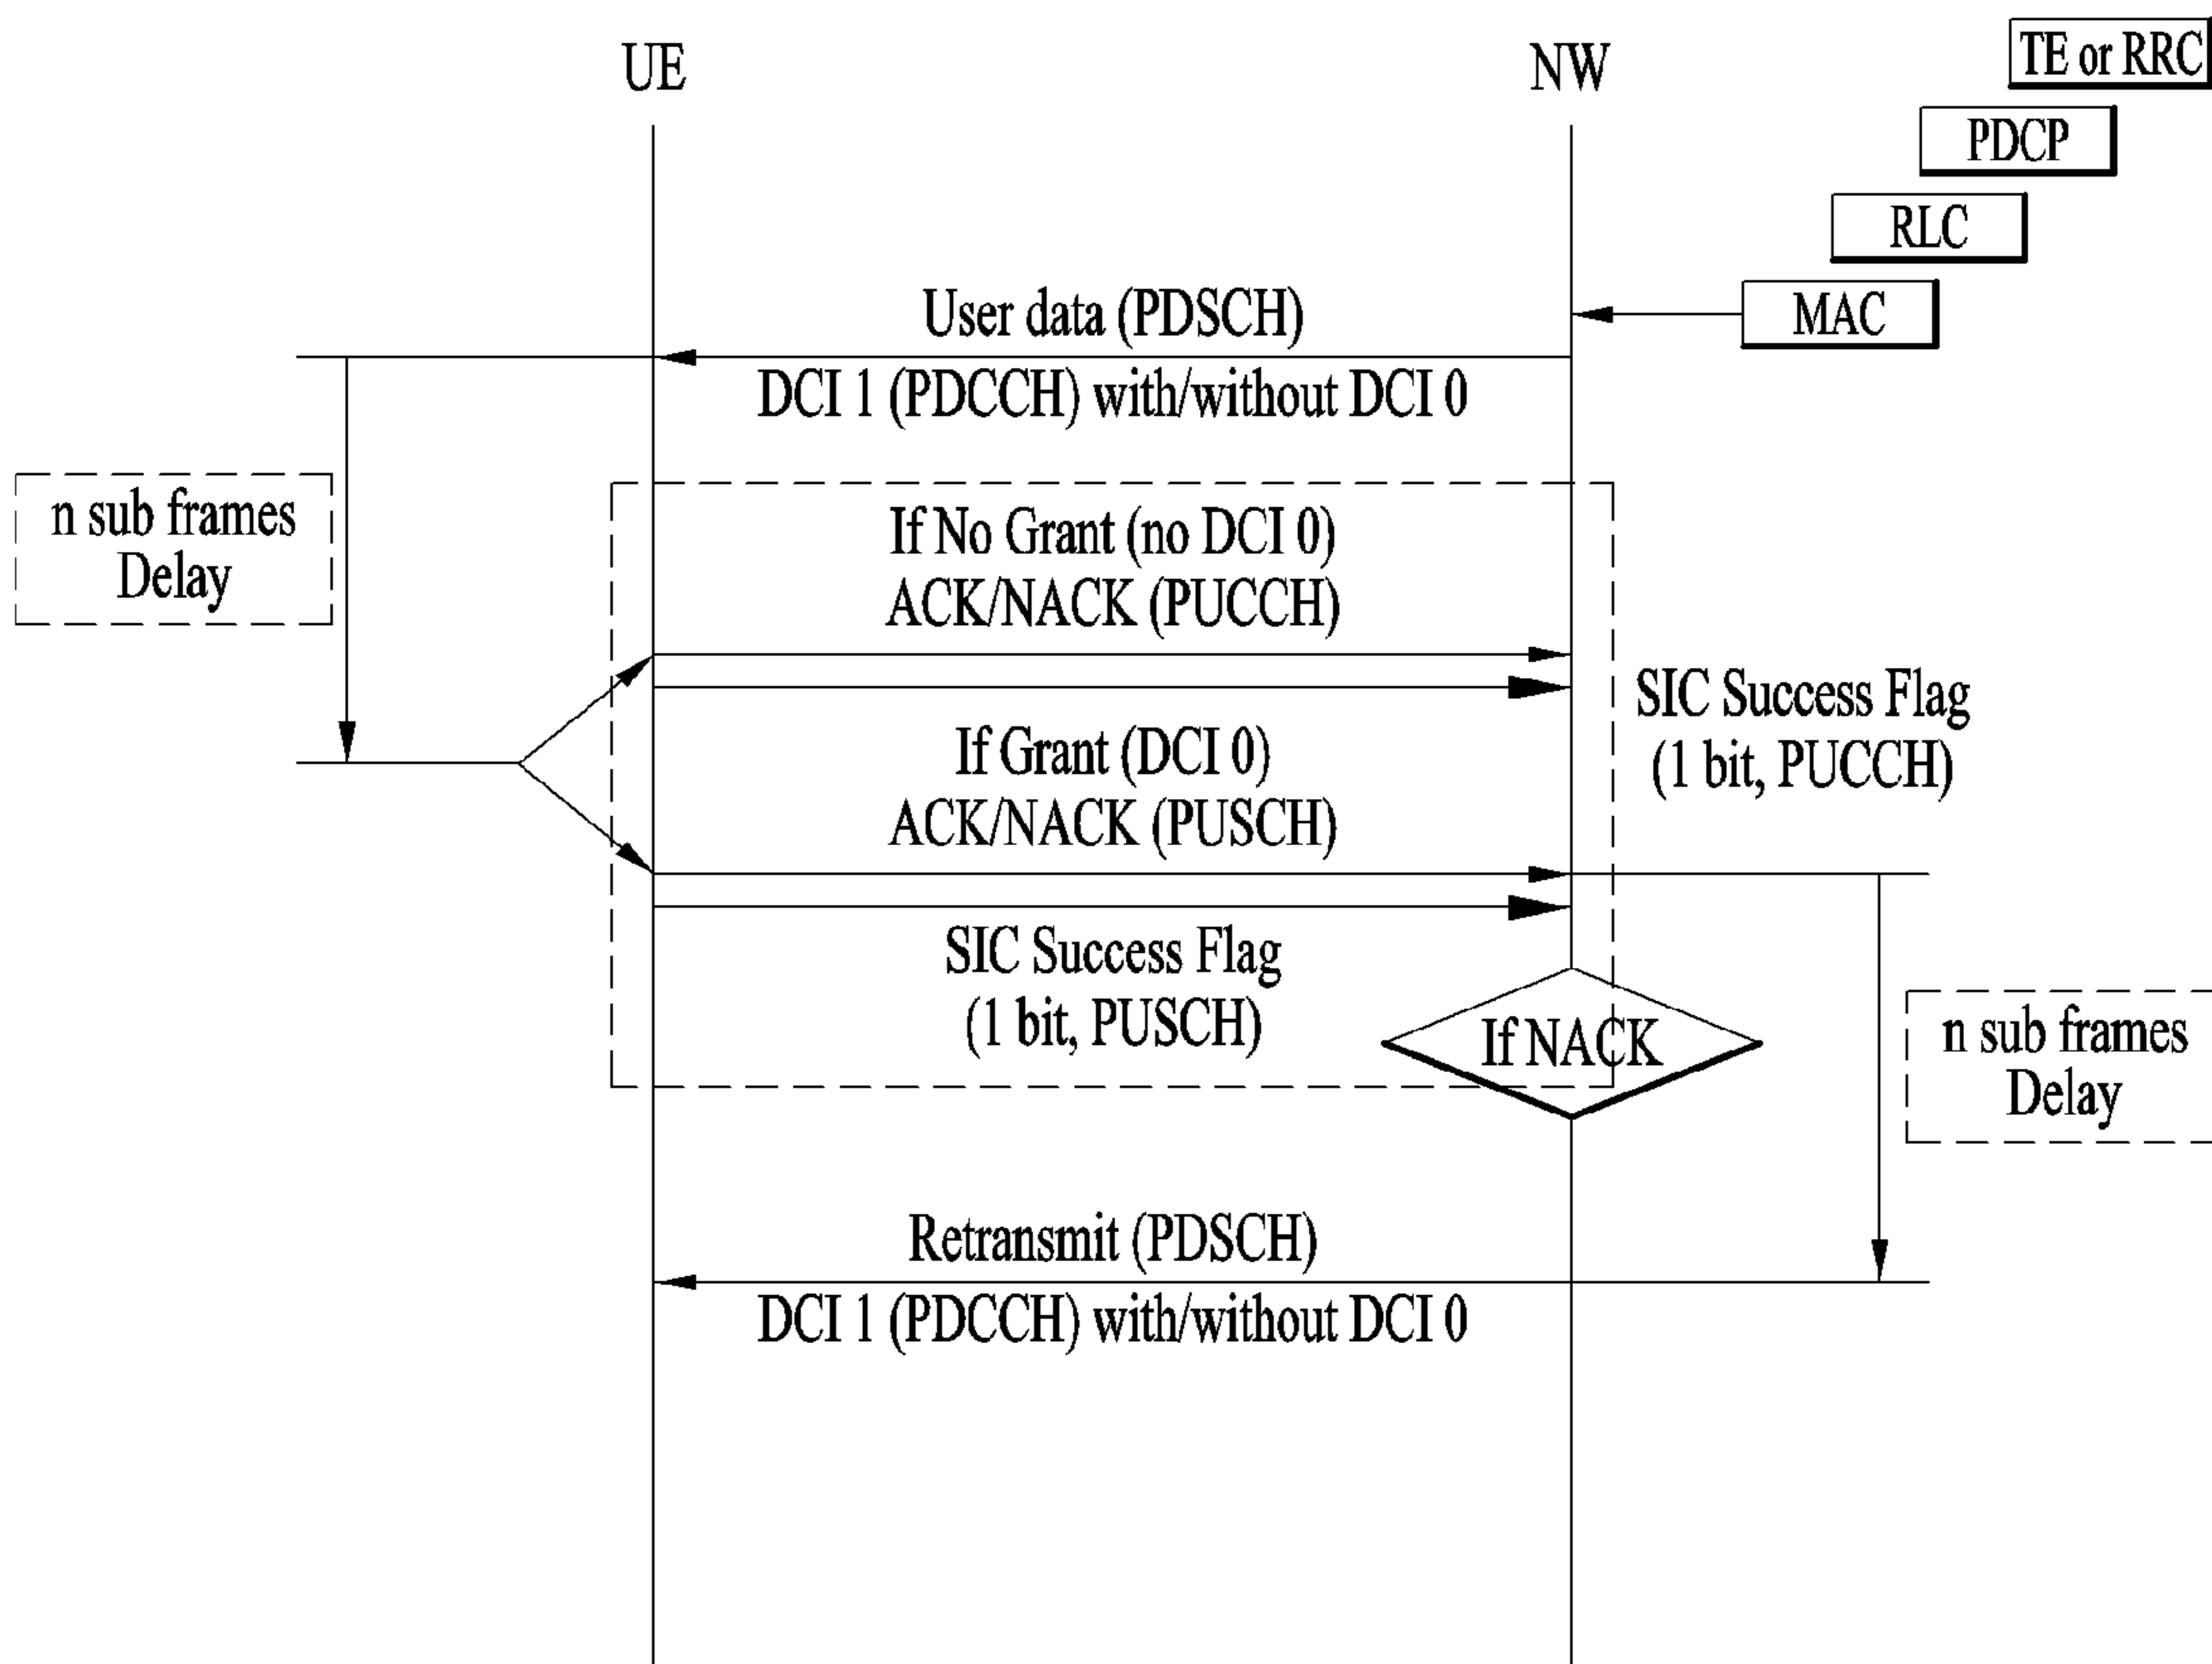 UE
NW
TE or RRC
PDCP
RLC
MAC
User data (PDSCH)
DCI 1 (PDCCH) with/without DCI 0
n sub frames
Delay
If No Grant (no DCI 0)
ACK/NACK (PUCCH)
SIC Success Flag
(1 bit, PUCCH)
If Grant (DCI 0)
ACK/NACK (PUSCH)
SIC Success Flag
(1 bit, PUSCH)
If NACK
n sub frames
Delay
Retransmit (PDSCH)
DCI 1 (PDCCH) with/without DCI 0